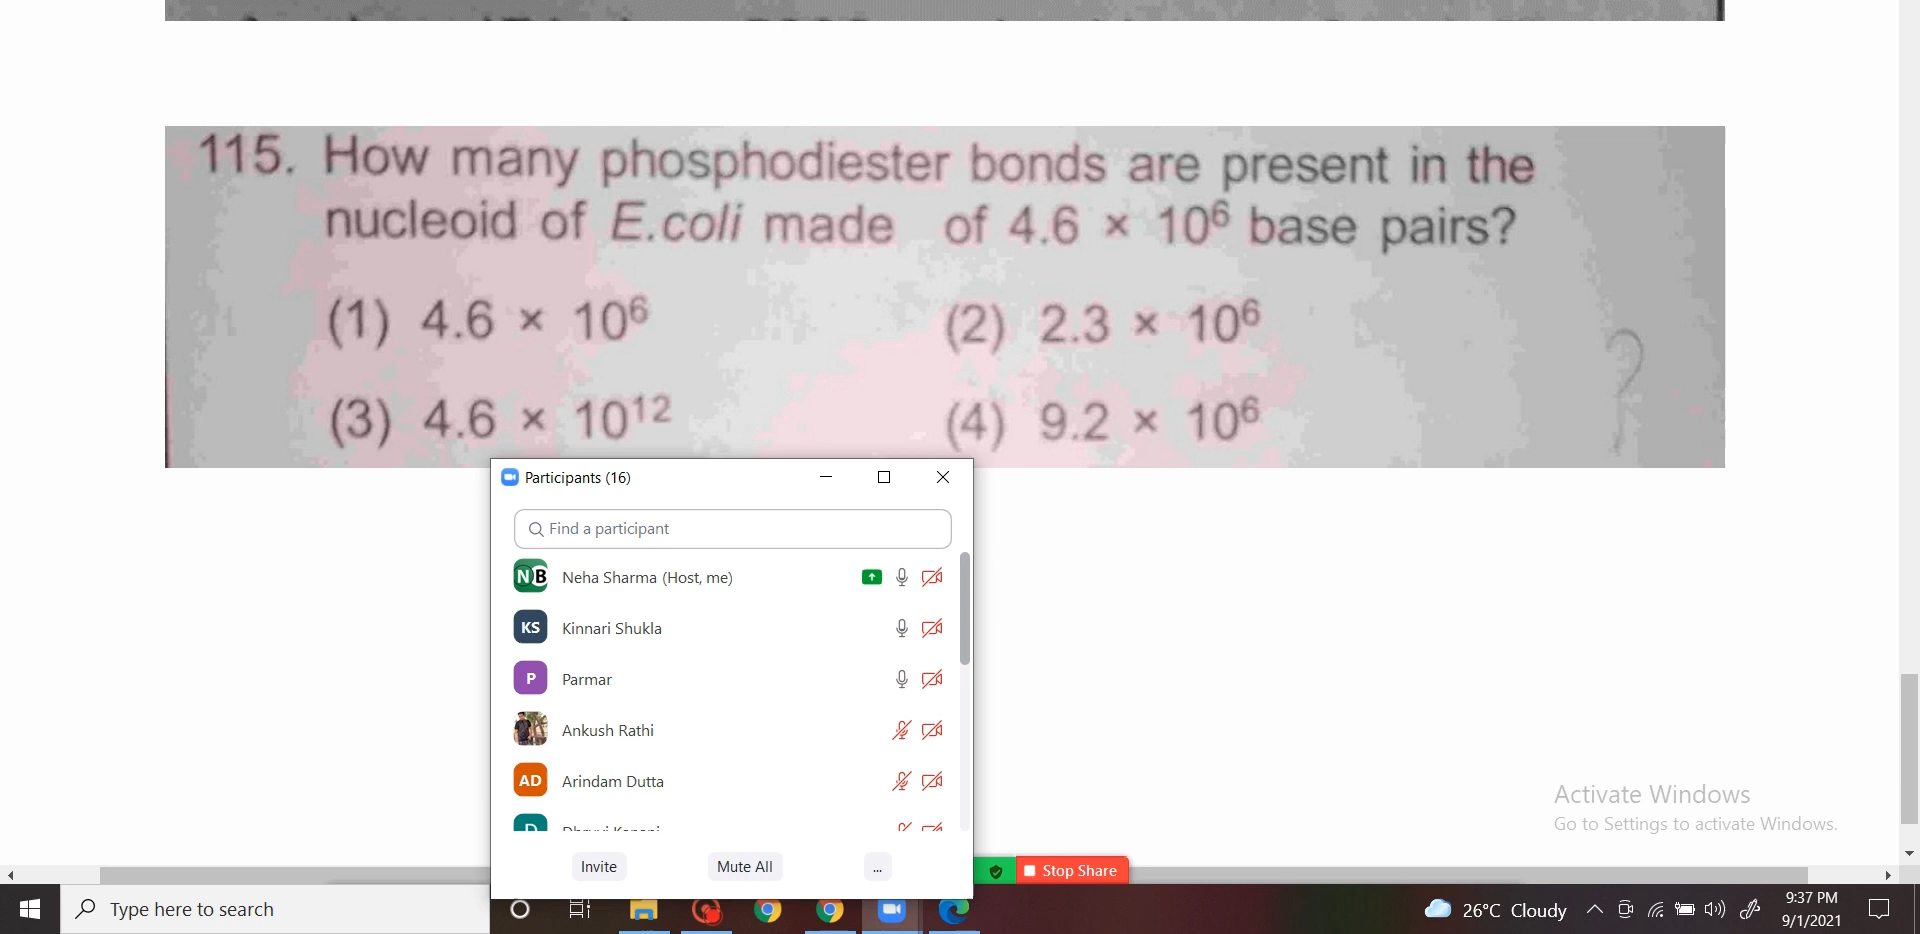 115. How many phosphodiester bonds are present in the
nucleoid of E.coli made of 4.6 × 10⁶ base pairs?
(1) 4.6 × 10⁶ (2) 2.3 × 10⁶
(3) 4.6 × 10¹² (4) 9.2 × 10⁶
?
Participants (16)
Find a participant
NB Neha Sharma (Host, me)
KS Kinnari Shukla
P Parmar
Ankush Rathi
AD Arindam Dutta
D
Invite Mute All ...
Stop Share
Activate Windows
Go to Settings to activate Windows.
Type here to search
26°C Cloudy
9:37 PM
9/1/2021